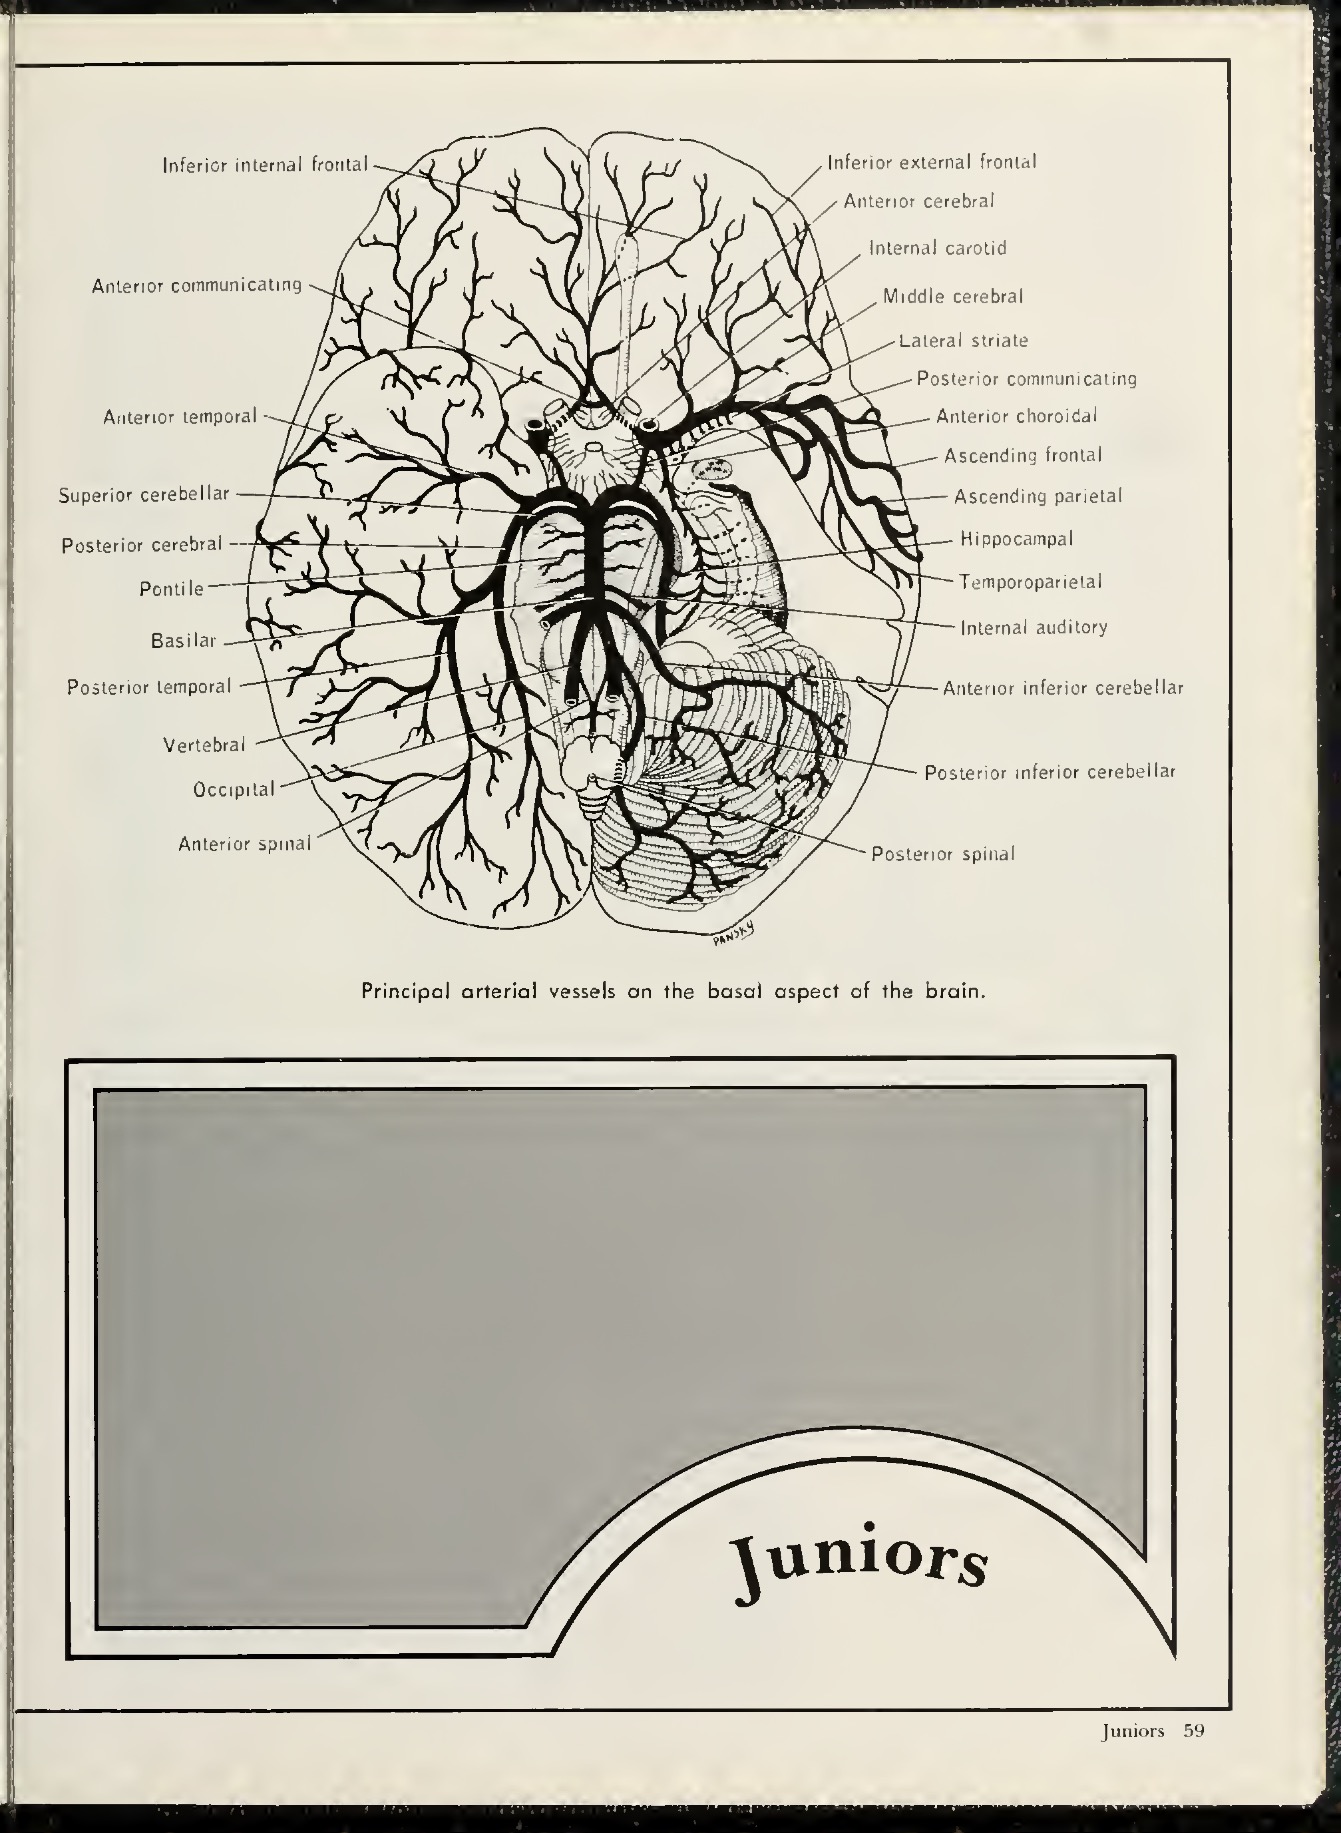 Inferior internal frontal
Anterior communicating
Anterior temporal
Superior cerebellar
Posterior cerebral
Pontile
Basilar
Posterior temporal
Vertebral
Occipital
Anterior spinal
Inferior external frontal
Anterior cerebral
Internal carotid
Middle cerebral
Lateral striate
Posterior communicating
Anterior choroidal
Ascending frontal
Ascending parietal
Hippocampal
Temporoparietal
Internal auditory
Anterior inferior cerebellar
Posterior inferior cerebellar
Posterior spinal
PANSKY
Principal arterial vessels on the basal aspect of the brain.
Juniors
Juniors 59